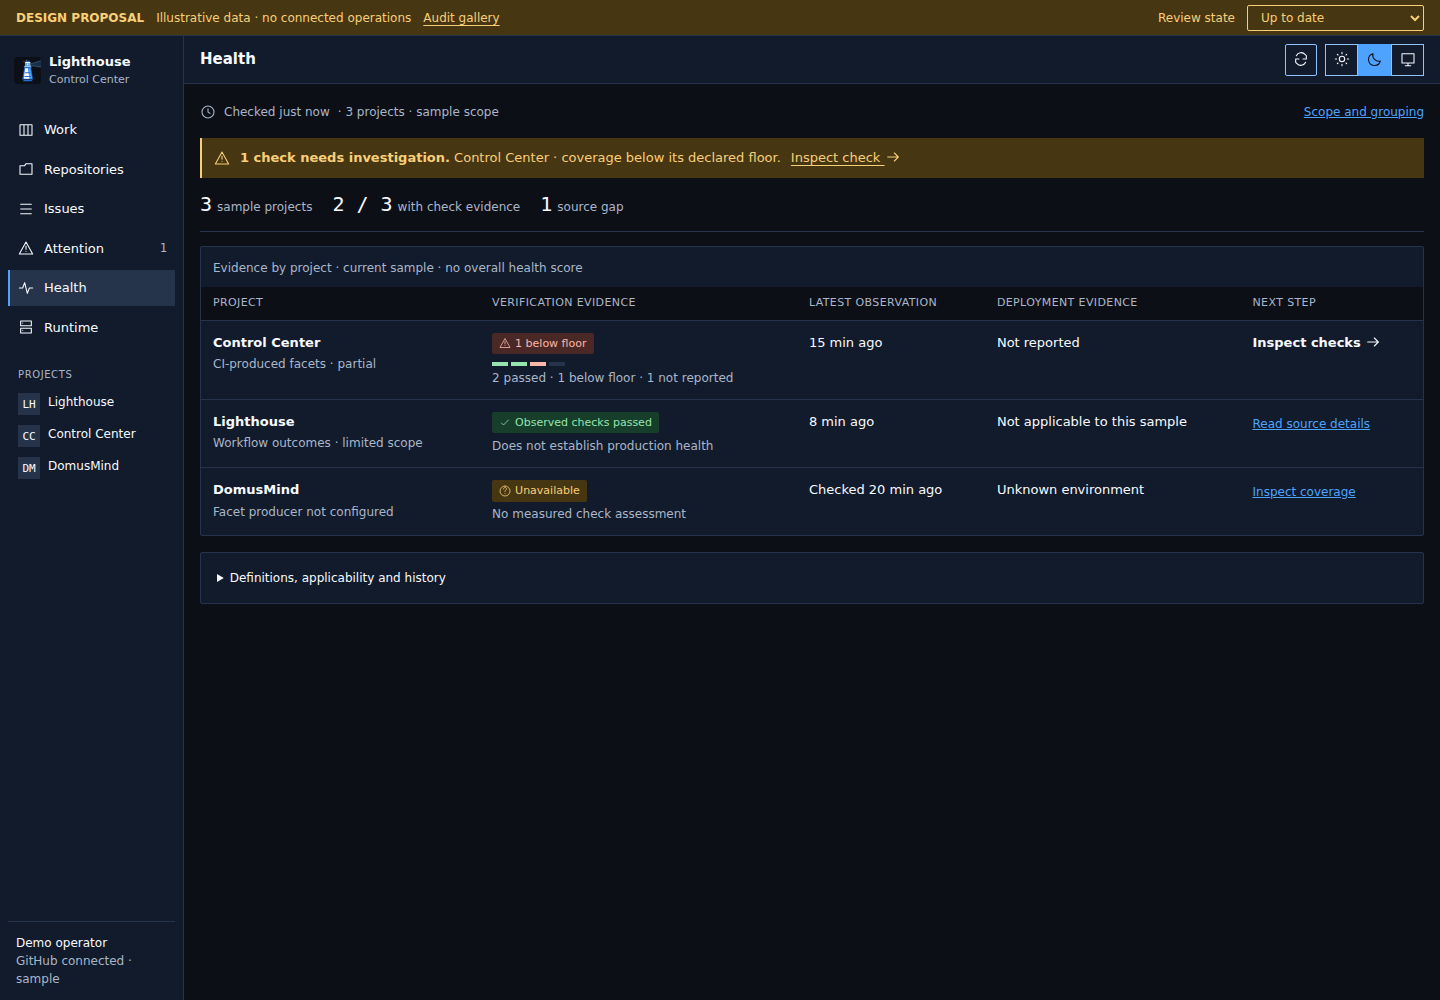 DESIGN PROPOSAL Illustrative data · no connected operations Audit gallery Review state Up to date
Lighthouse
Control Center
Health
Work
Repositories
Issues
Attention 1
Health
Runtime
PROJECTS
LH Lighthouse
CC Control Center
DM DomusMind
Demo operator
GitHub connected ·
sample
Checked just now · 3 projects · sample scope Scope and grouping
1 check needs investigation. Control Center · coverage below its declared floor. Inspect check →
3 sample projects 2 / 3 with check evidence 1 source gap
Evidence by project · current sample · no overall health score
PROJECT VERIFICATION EVIDENCE LATEST OBSERVATION DEPLOYMENT EVIDENCE NEXT STEP
Control Center 1 below floor 15 min ago Not reported Inspect checks →
CI-produced facets · partial
2 passed · 1 below floor · 1 not reported
Lighthouse Observed checks passed 8 min ago Not applicable to this sample Read source details
Workflow outcomes · limited scope Does not establish production health
DomusMind Unavailable Checked 20 min ago Unknown environment Inspect coverage
Facet producer not configured No measured check assessment
Definitions, applicability and history